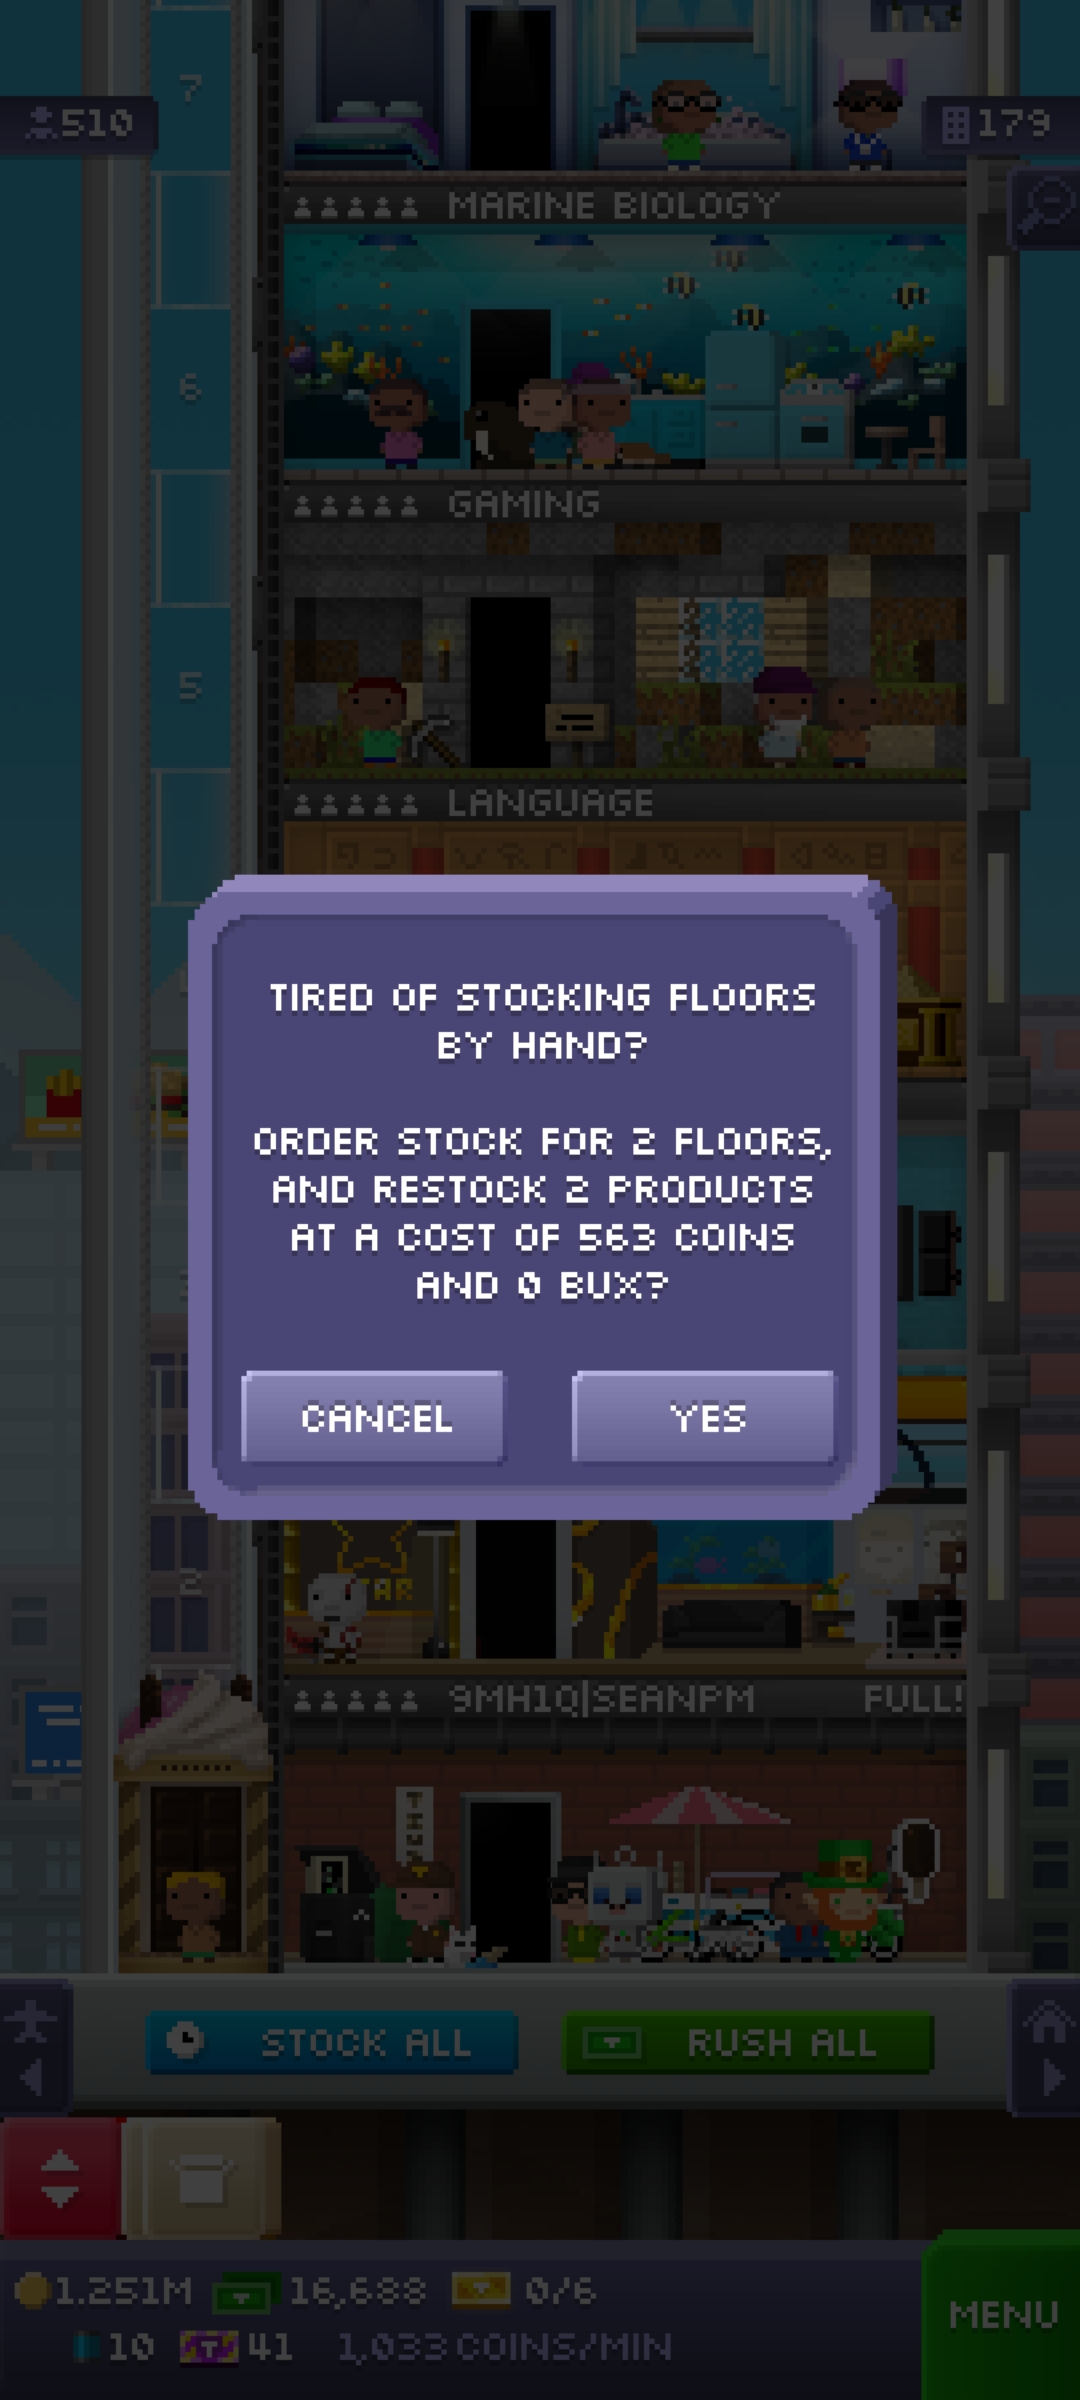 7
510
179
MARINE BIOLOGY
6
GAMING
5
LANGUAGE
TIRED OF STOCKING FLOORS
BY HAND?
ORDER STOCK FOR 2 FLOORS,
AND RESTOCK 2 PRODUCTS
AT A COST OF 563 COINS
AND 0 BUX?
CANCEL
YES
2
9MH1Q|SEANPM
FULL!
STOCK ALL
RUSH ALL
1.251M
16,688
0/6
10
41
1,033 COINS/MIN
MENU